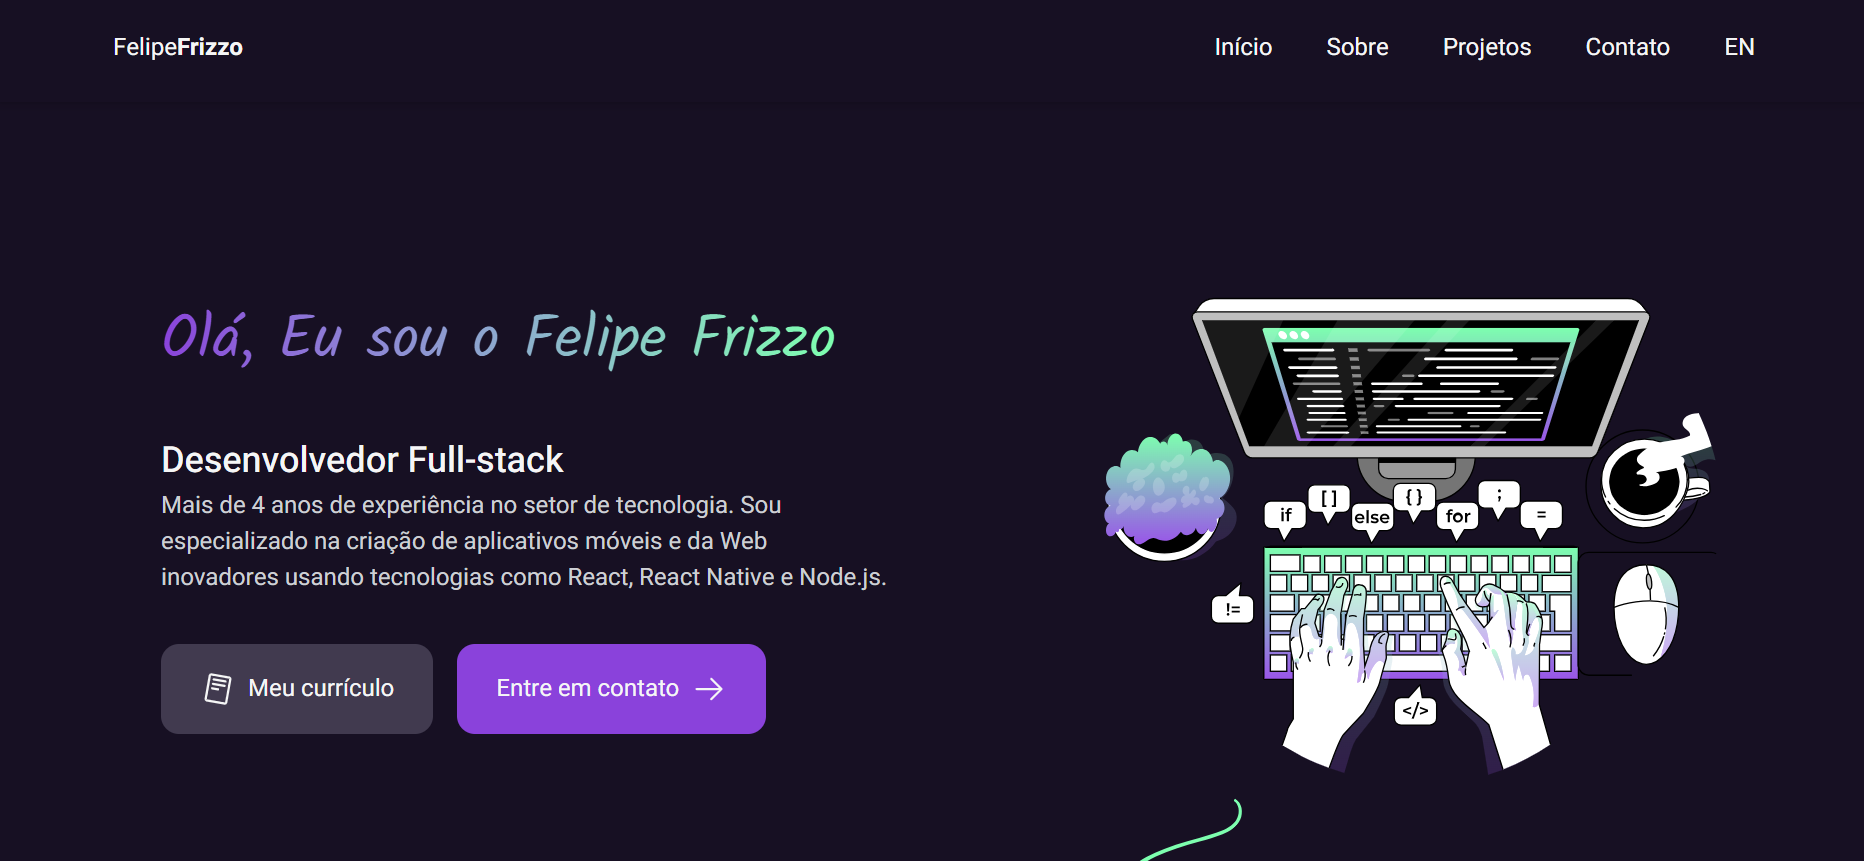 FelipeFrizzo
Início Sobre Projetos Contato EN
Olá, Eu sou o Felipe Frizzo
Desenvolvedor Full-stack
Mais de 4 anos de experiência no setor de tecnologia. Sou
especializado na criação de aplicativos móveis e da Web
inovadores usando tecnologias como React, React Native e Node.js.
Meu currículo
Entre em contato
if [] else {} for ; =
!=
</>